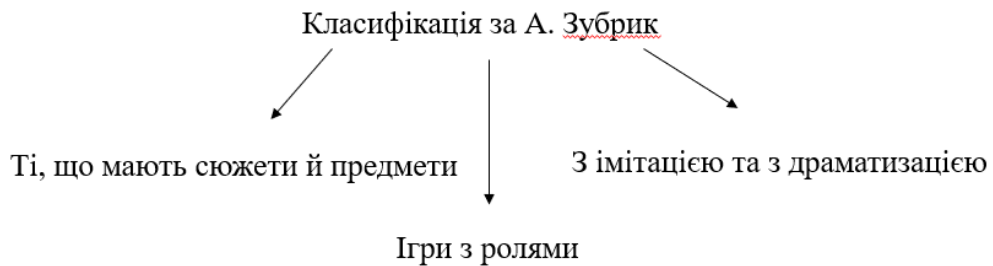 Класифікація за А. Зубрик
Ті, що мають сюжети й предмети
З імітацією та з драматизацією
Ігри з ролями